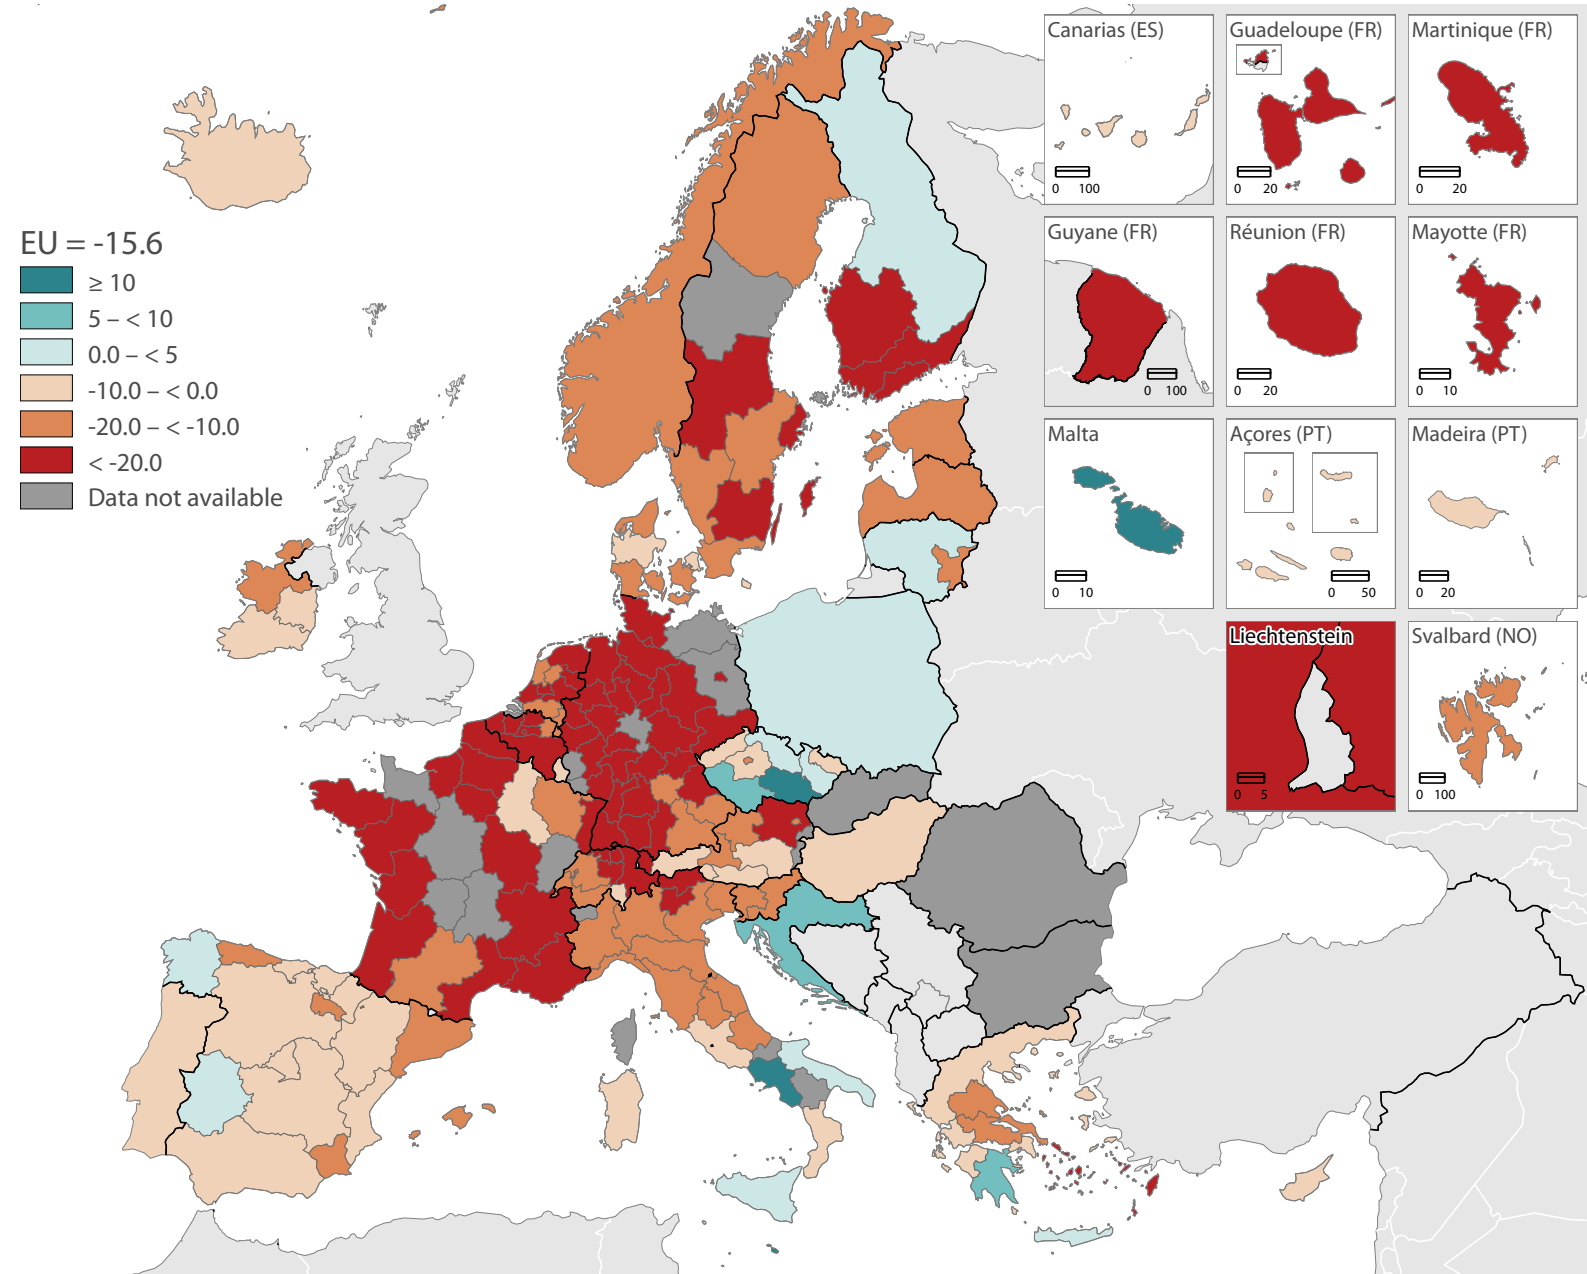 EU = -15.6
≥ 10
5 – < 10
0.0 – < 5
-10.0 – < 0.0
-20.0 – < -10.0
< -20.0
Data not available
Canarias (ES)
0 100
Guadeloupe (FR)
0 20
Martinique (FR)
0 20
Guyane (FR)
0 100
Réunion (FR)
0 20
Mayotte (FR)
0 10
Malta
0 10
Açores (PT)
0 50
Madeira (PT)
0 20
Liechtenstein
0 5
Svalbard (NO)
0 100